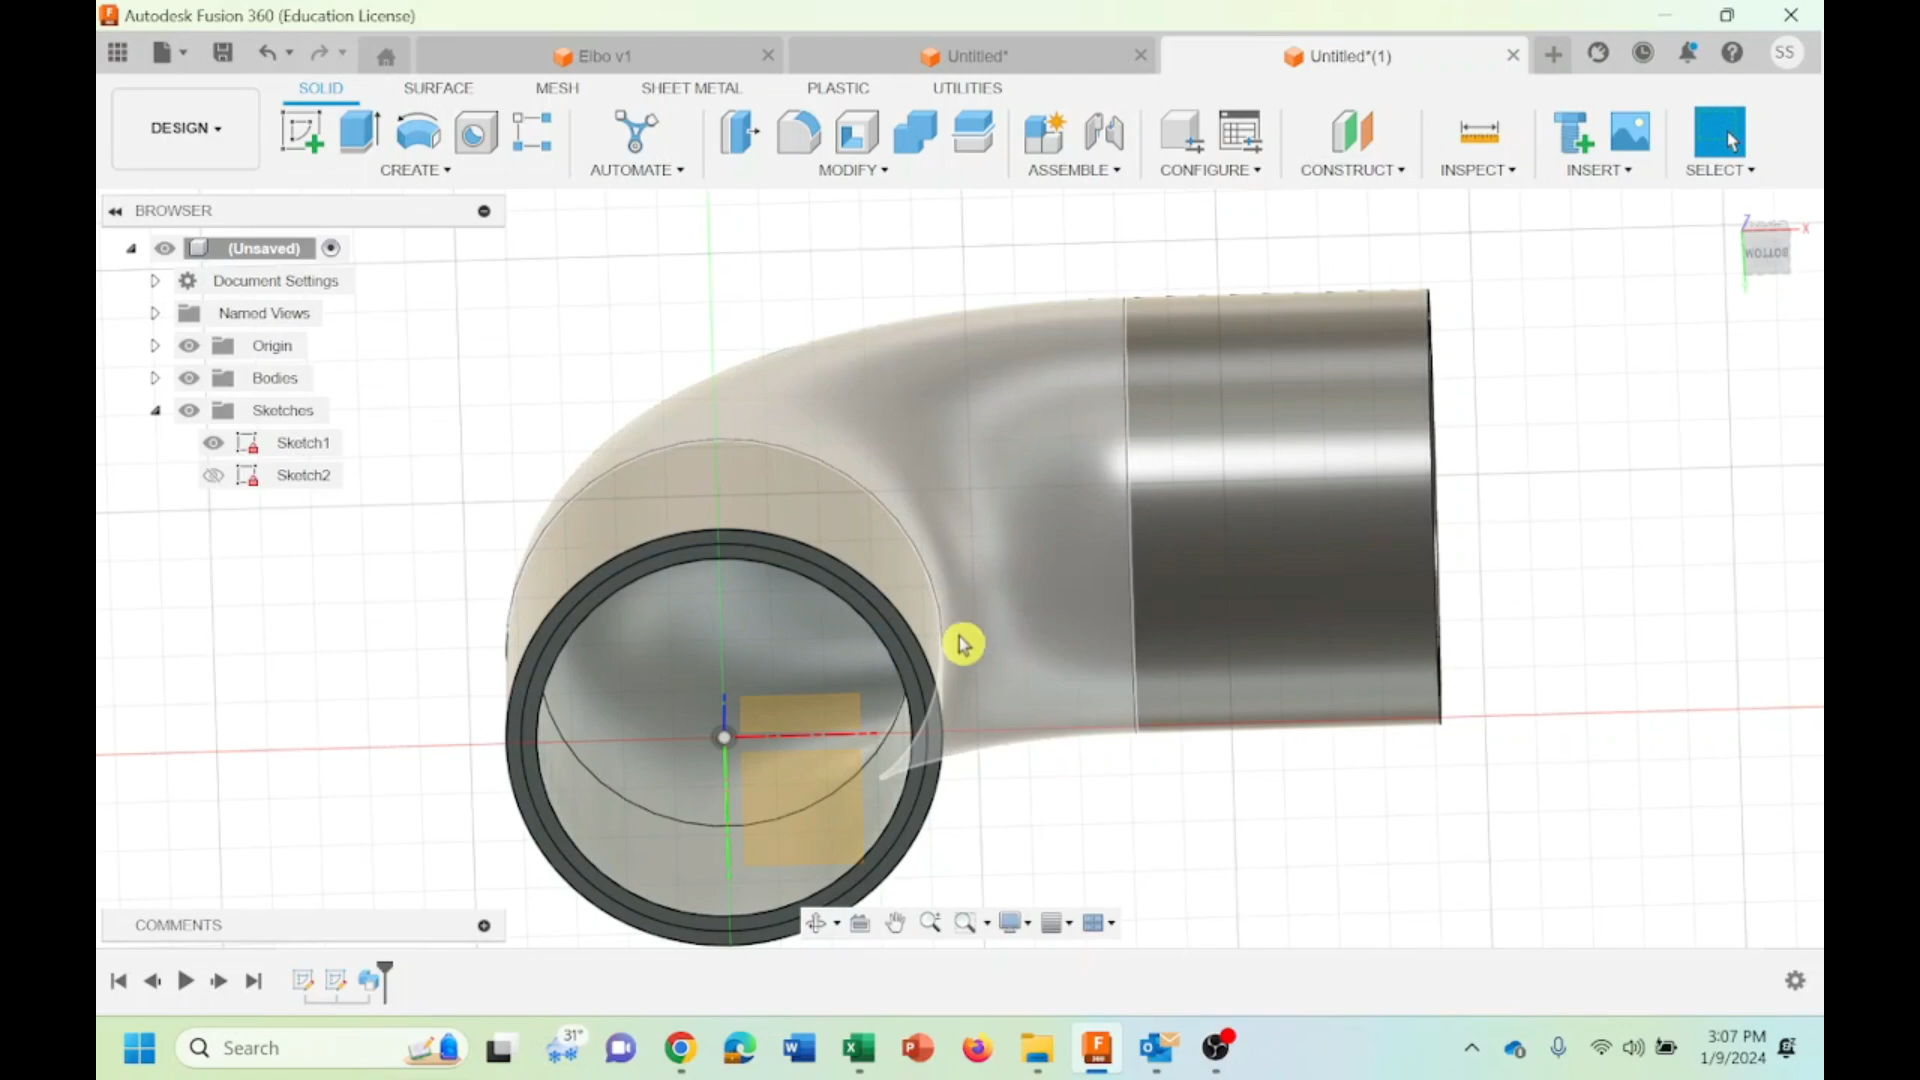 Autodesk Fusion 360 (Education License)
Elbo v1
Untitled*
Untitled*(1)
SS
SOLID
SURFACE
MESH
SHEET METAL
PLASTIC
UTILITIES
DESIGN
CREATE
AUTOMATE
MODIFY
ASSEMBLE
CONFIGURE
CONSTRUCT
INSPECT
INSERT
SELECT
BROWSER
(Unsaved)
Document Settings
Named Views
Origin
Bodies
Sketches
Sketch1
Sketch2
Z
X
BOTTOM
COMMENTS
Search
31°
3:07 PM
1/9/2024